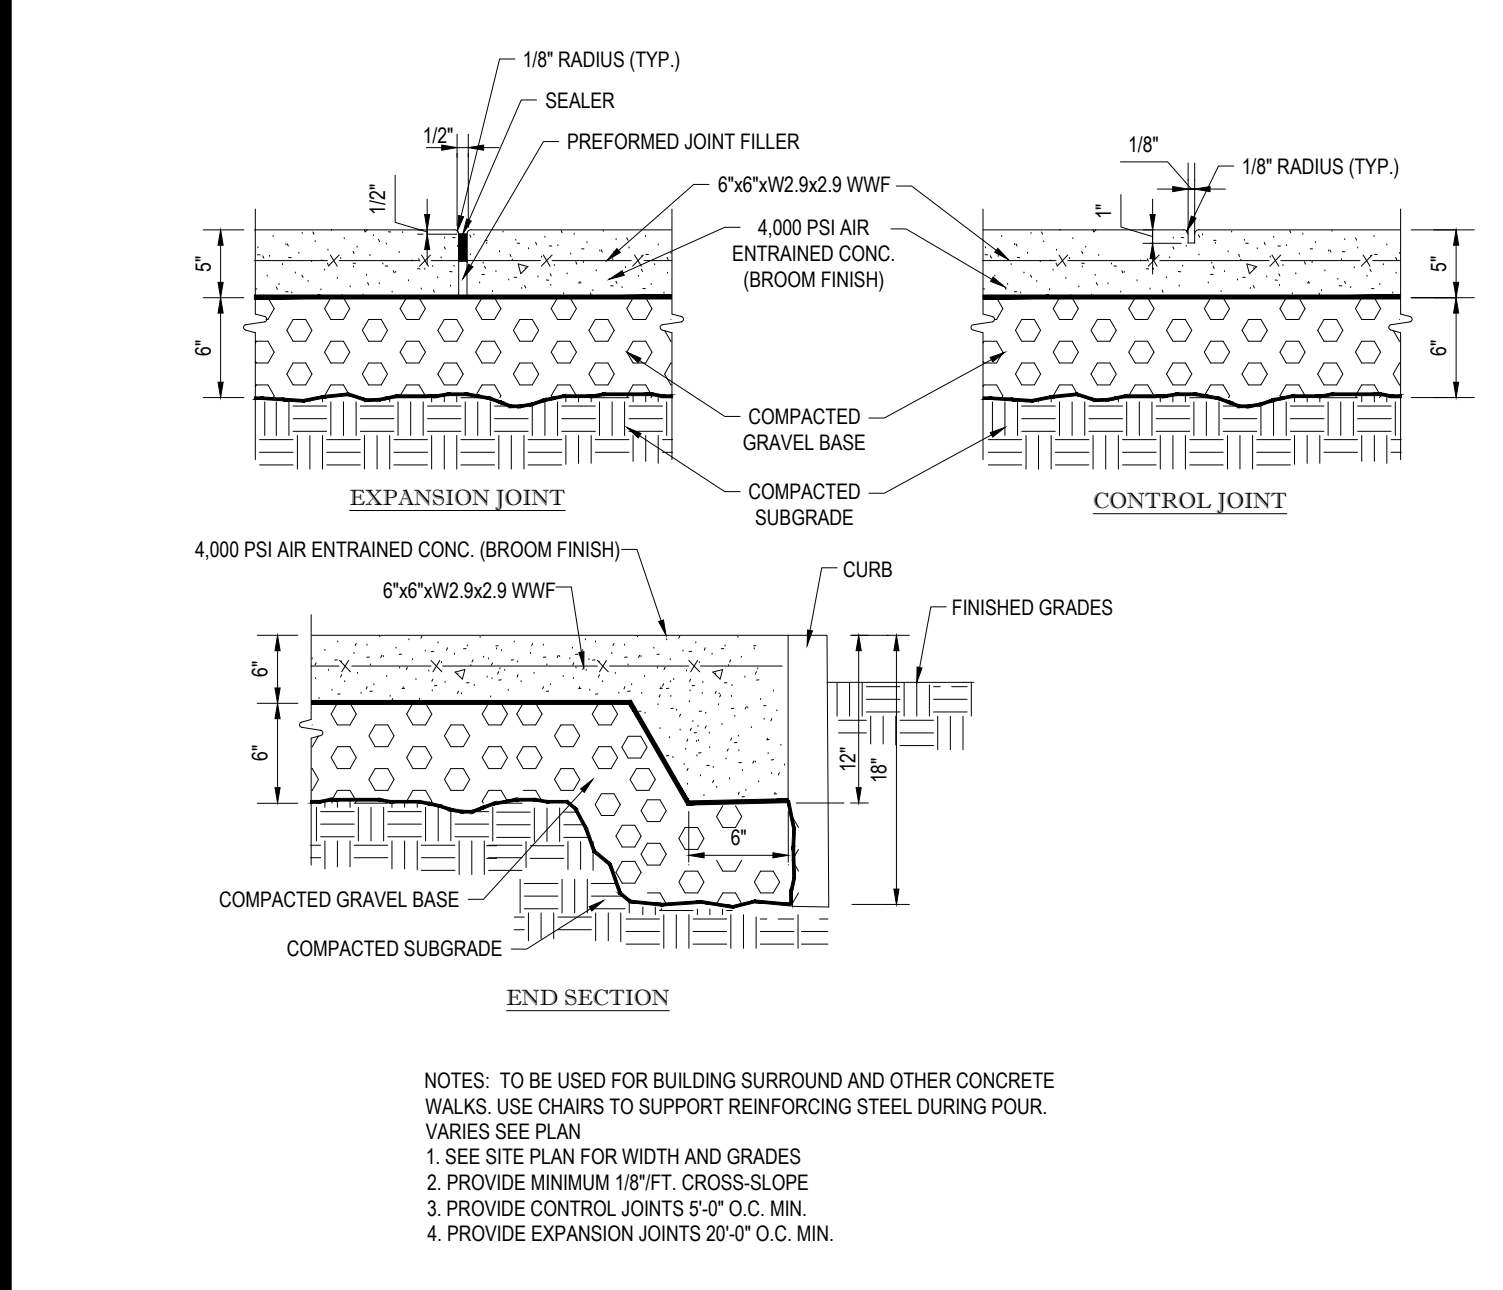 1/8" RADIUS (TYP.)
SEALER
1/2"
PREFORMED JOINT FILLER
1/2"
6"x6"xW2.9x2.9 WWF
4,000 PSI AIR
ENTRAINED CONC.
(BROOM FINISH)
5"
6"
COMPACTED
GRAVEL BASE
COMPACTED
SUBGRADE
EXPANSION JOINT
1/8"
1/8" RADIUS (TYP.)
1"
5"
6"
CONTROL JOINT
4,000 PSI AIR ENTRAINED CONC. (BROOM FINISH)
6"x6"xW2.9x2.9 WWF
CURB
FINISHED GRADES
6"
6"
12"
18"
6"
COMPACTED GRAVEL BASE
COMPACTED SUBGRADE
END SECTION
NOTES: TO BE USED FOR BUILDING SURROUND AND OTHER CONCRETE
WALKS. USE CHAIRS TO SUPPORT REINFORCING STEEL DURING POUR.
VARIES SEE PLAN
1. SEE SITE PLAN FOR WIDTH AND GRADES
2. PROVIDE MINIMUM 1/8"/FT. CROSS-SLOPE
3. PROVIDE CONTROL JOINTS 5'-0" O.C. MIN.
4. PROVIDE EXPANSION JOINTS 20'-0" O.C. MIN.